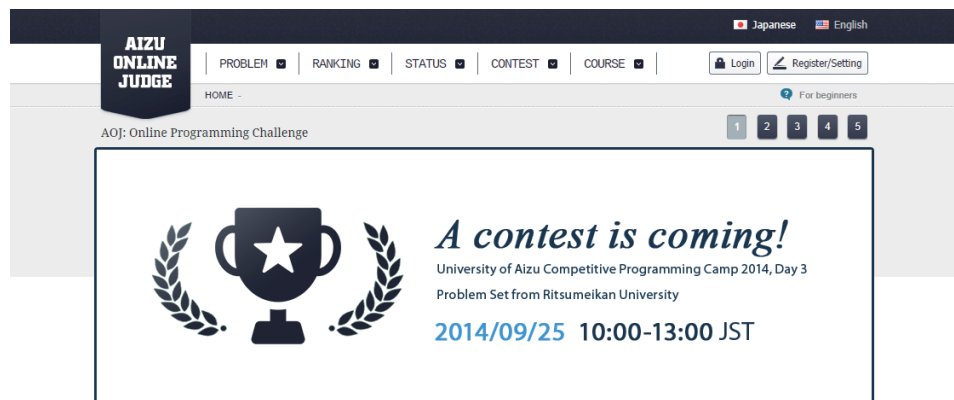 Japanese English
AIZU
ONLINE
JUDGE
PROBLEM RANKING STATUS CONTEST COURSE Login Register/Setting
HOME - ? For beginners
AOJ: Online Programming Challenge 1 2 3 4 5
A contest is coming!
University of Aizu Competitive Programming Camp 2014, Day 3
Problem Set from Ritsumeikan University
2014/09/25 10:00-13:00 JST